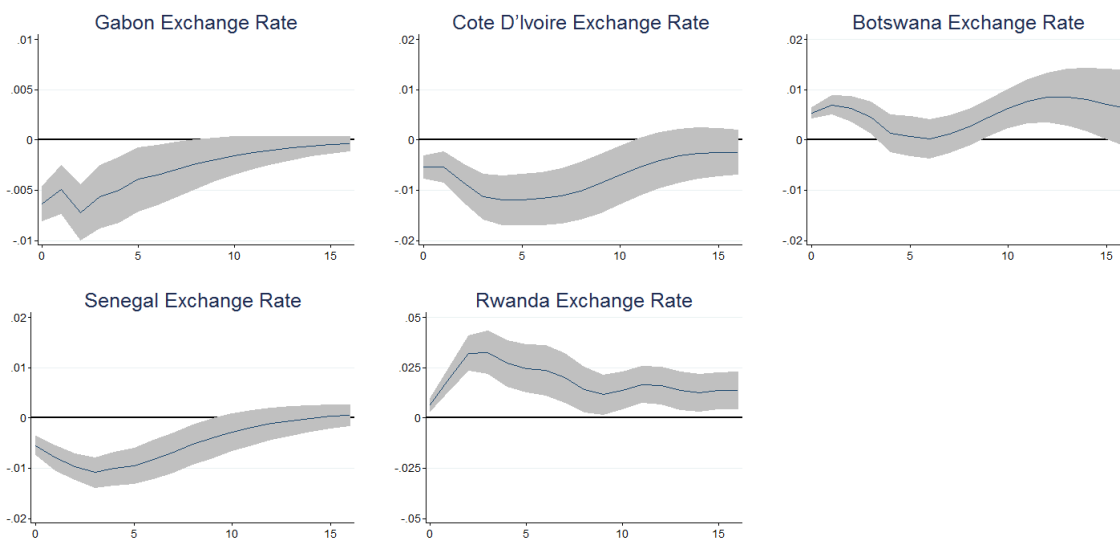 Gabon Exchange Rate
.01
.005
0
-.005
-.01
0 5 10 15
Cote D'Ivoire Exchange Rate
.02
.01
0
-.01
-.02
0 5 10 15
Botswana Exchange Rate
.02
.01
0
-.01
-.02
0 5 10 15
Senegal Exchange Rate
.02
.01
0
-.01
-.02
0 5 10 15
Rwanda Exchange Rate
.05
.025
0
-.025
-.05
0 5 10 15